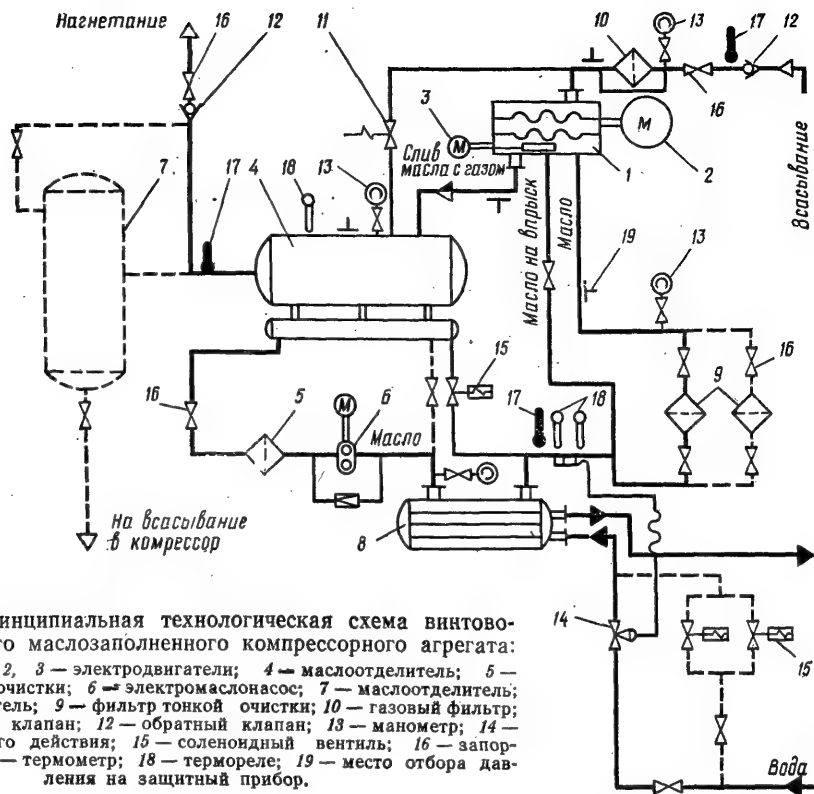 Нагнетание
16
12
11
10
13
17
12
3
М
М
16
Слив
масла с газом
1
2
7
17
4
18
13
Всасывание
Масло на впрыск
Масло
19
13
15
16
16
5
М
6
17
18
9
Масло
На всасывание
в комрессор
8
14
15
Вода
инципиальная технологическая схема винтово-
го маслозаполненного компрессорного агрегата:
2, 3 — электродвигатели; 4 — маслоотделитель; 5 —
очистки; 6 — электромаслонасос; 7 — маслоотделитель;
тель; 9 — фильтр тонкой очистки; 10 — газовый фильтр;
клапан; 12 — обратный клапан; 13 — манометр; 14 —
го действия; 15 — соленоидный вентиль; 16 — запор-
— термометр; 18 — термореле; 19 — место отбора дав-
ления на защитный прибор.